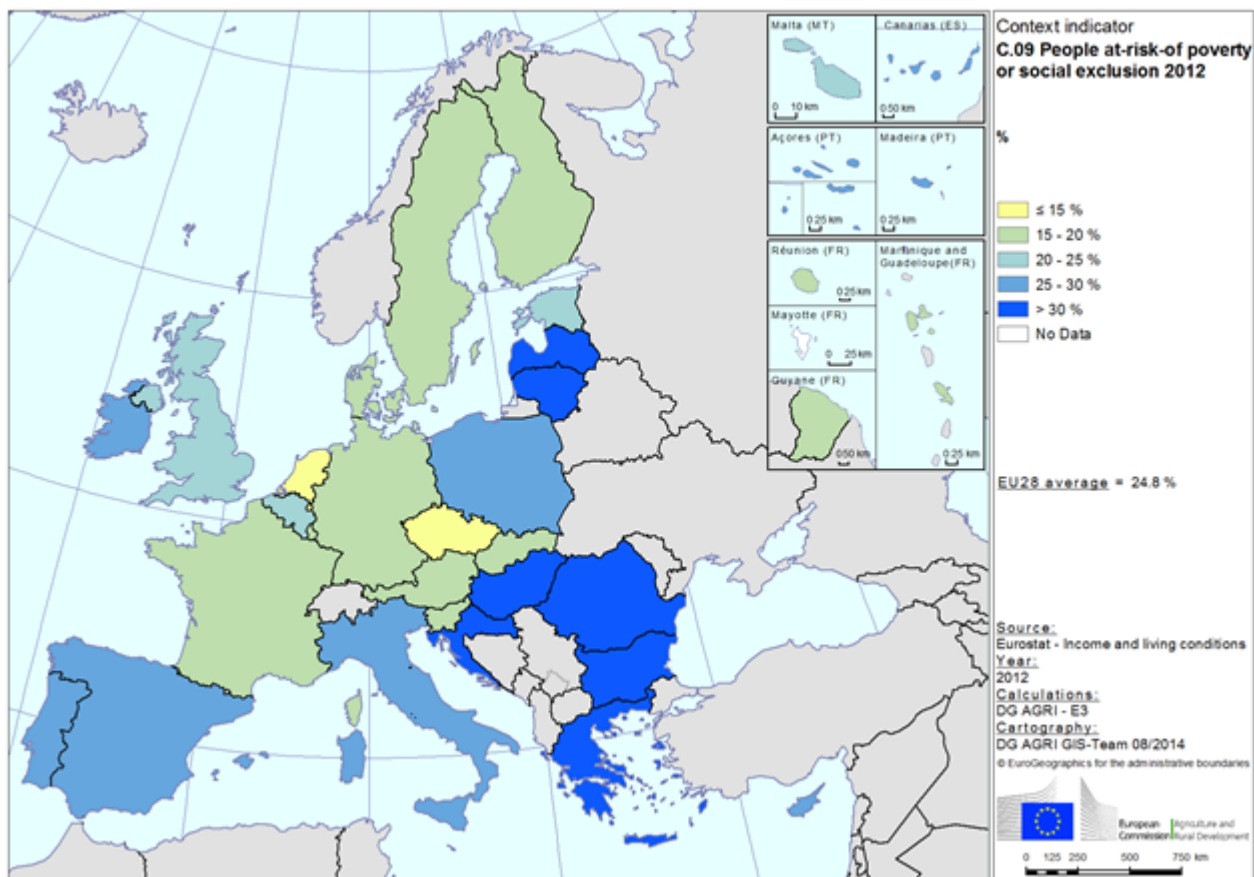 Malta (MT)
0 10 km
Canarias (ES)
0 50 km
Açores (PT)
0 25 km
Madeira (PT)
0 25 km
Réunion (FR)
0 25 km
Martinique and
Guadeloupe(FR)
0 25 km
Mayotte (FR)
0 25 km
Guyane (FR)
0 50 km
Context indicator
C.09 People at-risk-of poverty
or social exclusion 2012
%
≤ 15 %
15 - 20 %
20 - 25 %
25 - 30 %
> 30 %
No Data
EU28 average = 24.8 %
Source:
Eurostat - Income and living conditions
Year:
2012
Calculations:
DG AGRI - E3
Cartography:
DG AGRI GIS-Team 08/2014
© EuroGeographics for the administrative boundaries
European
Commission
Agriculture and
Rural Development
0 125 250 500 750 km